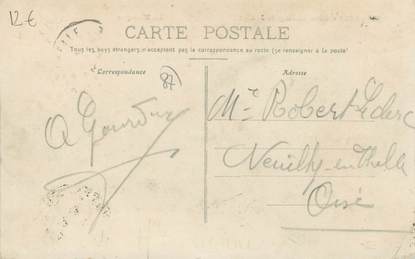 12€
CARTE POSTALE
Tous les pays étrangers n'acceptent pas la correspondance au recto (se renseigner à la poste)
Correspondance
Adresse
87
Mr Robert Leclerc
Neuilly-en-Thelle
Oise